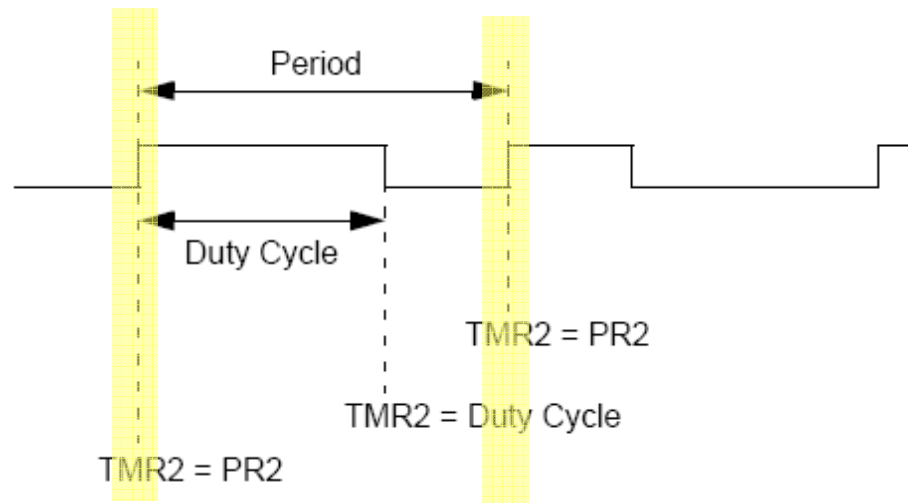 Period
Duty Cycle
TMR2 = PR2
TMR2 = Duty Cycle
TMR2 = PR2